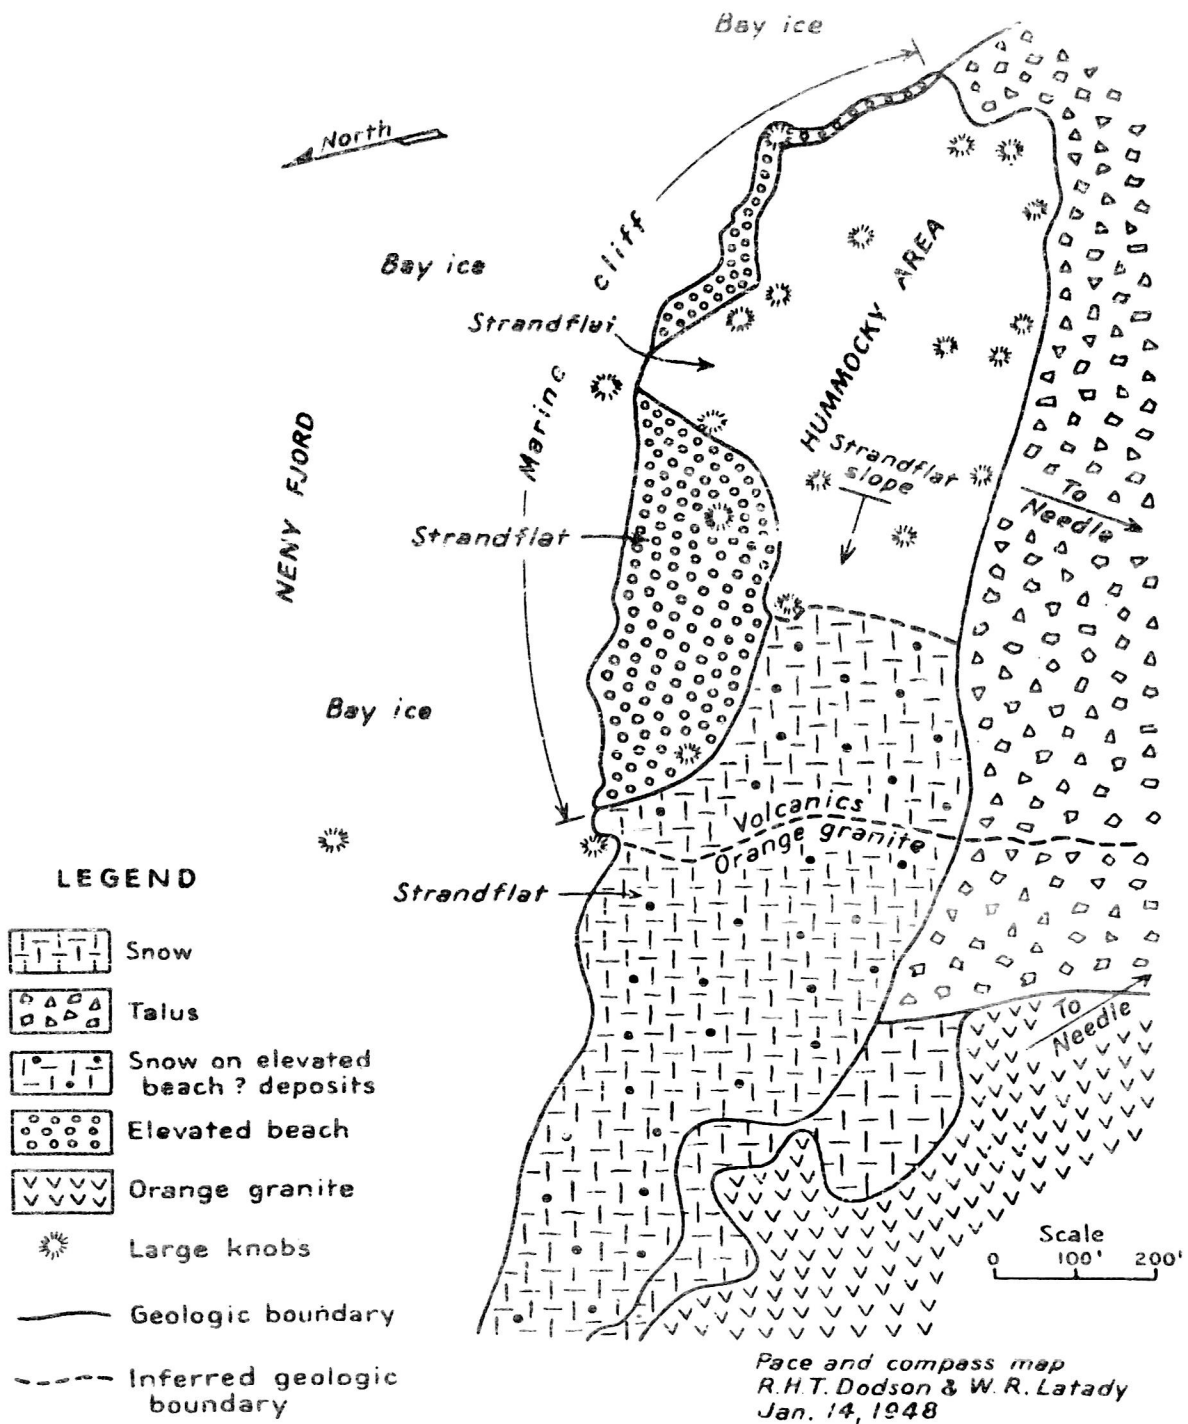 Bay ice
North
Marine cliff
Bay ice
Strandflat
HUMMOCKY AREA
NENY FJORD
Strandflat
slope
To
Needle
Strandflat
Bay ice
Volcanics
Orange granite
Strandflat
To
Needle
LEGEND
Snow
Talus
Snow on elevated
beach ? deposits
Elevated beach
Orange granite
Large knobs
Geologic boundary
Inferred geologic
boundary
Scale
0 100' 200'
Pace and compass map
R.H.T. Dodson & W.R. Latady
Jan. 14, 1948